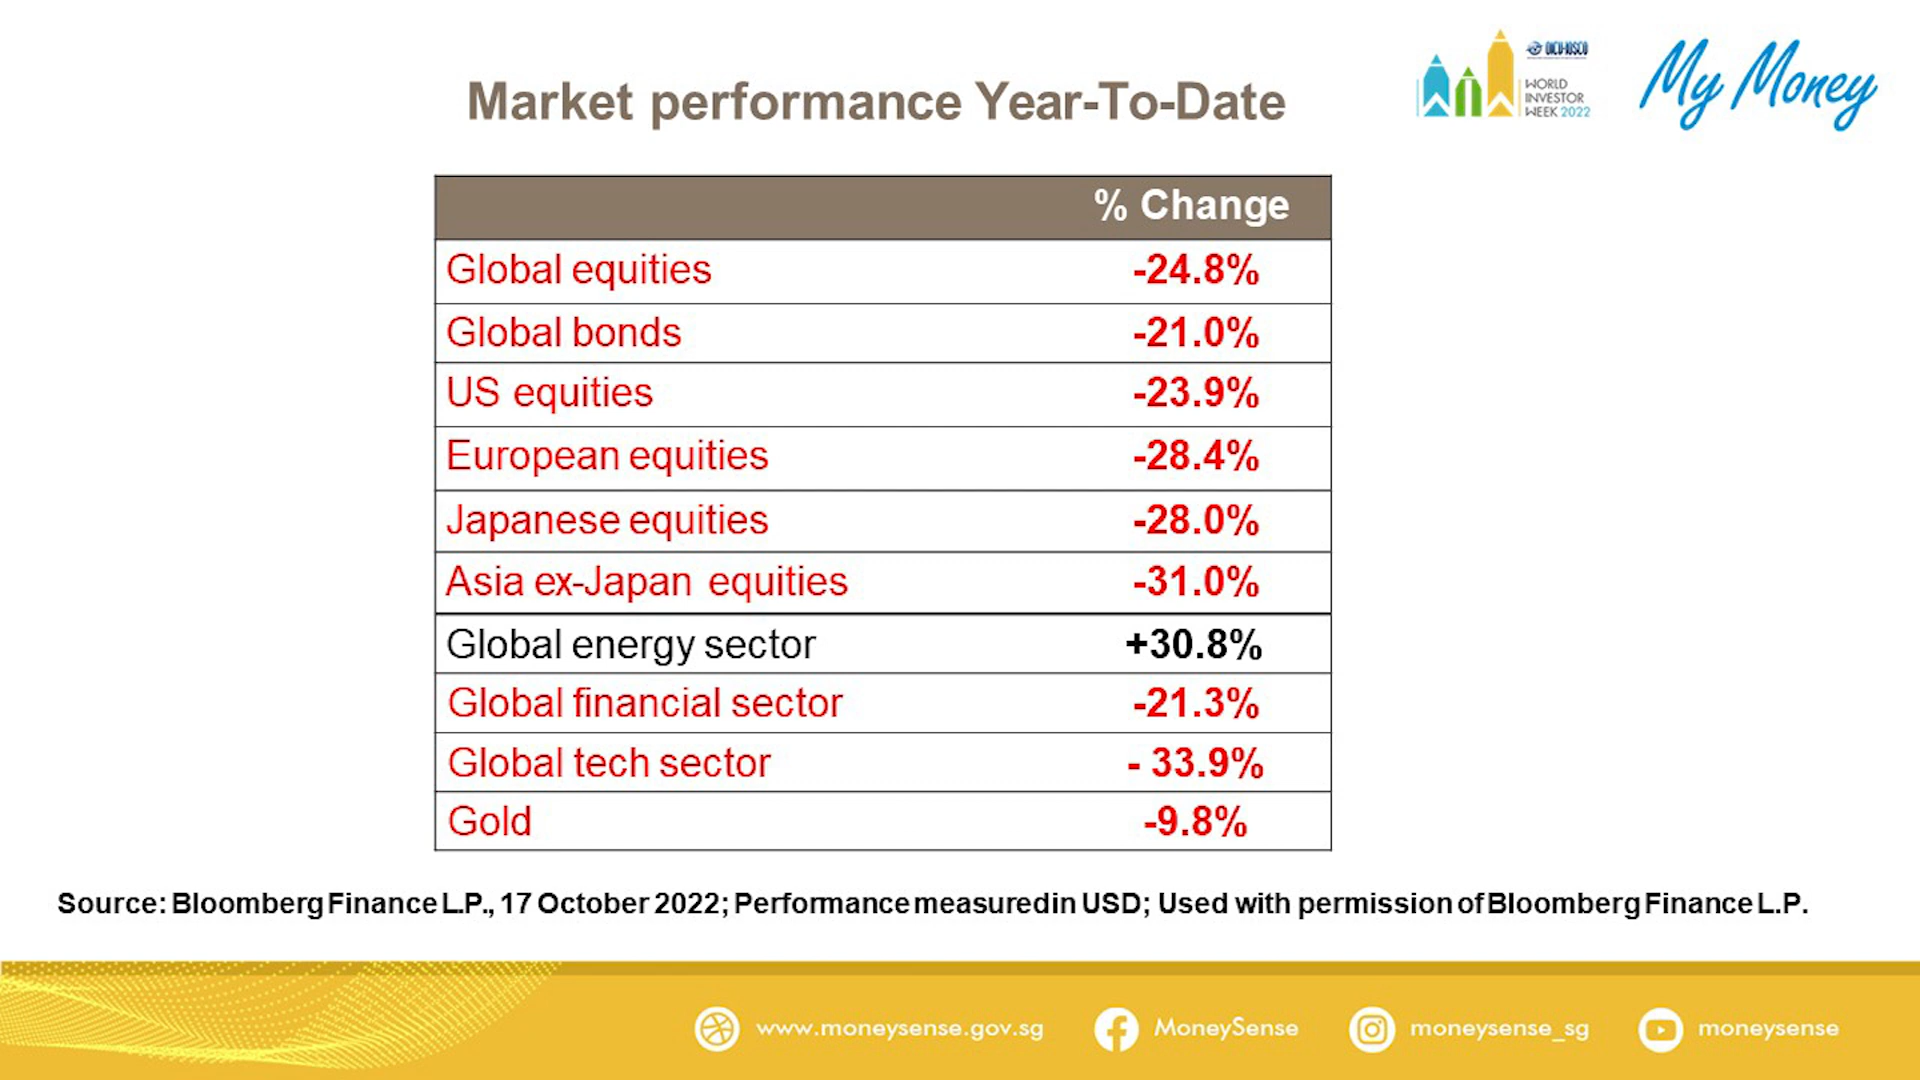 OICU-IOSCO
WORLD
INVESTOR
WEEK 2022
My Money
Market performance Year-To-Date
% Change
Global equities -24.8%
Global bonds -21.0%
US equities -23.9%
European equities -28.4%
Japanese equities -28.0%
Asia ex-Japan equities -31.0%
Global energy sector +30.8%
Global financial sector -21.3%
Global tech sector - 33.9%
Gold -9.8%
Source: Bloomberg Finance L.P., 17 October 2022; Performance measured in USD; Used with permission of Bloomberg Finance L.P.
www.moneysense.gov.sg MoneySense moneysense_sg moneysense